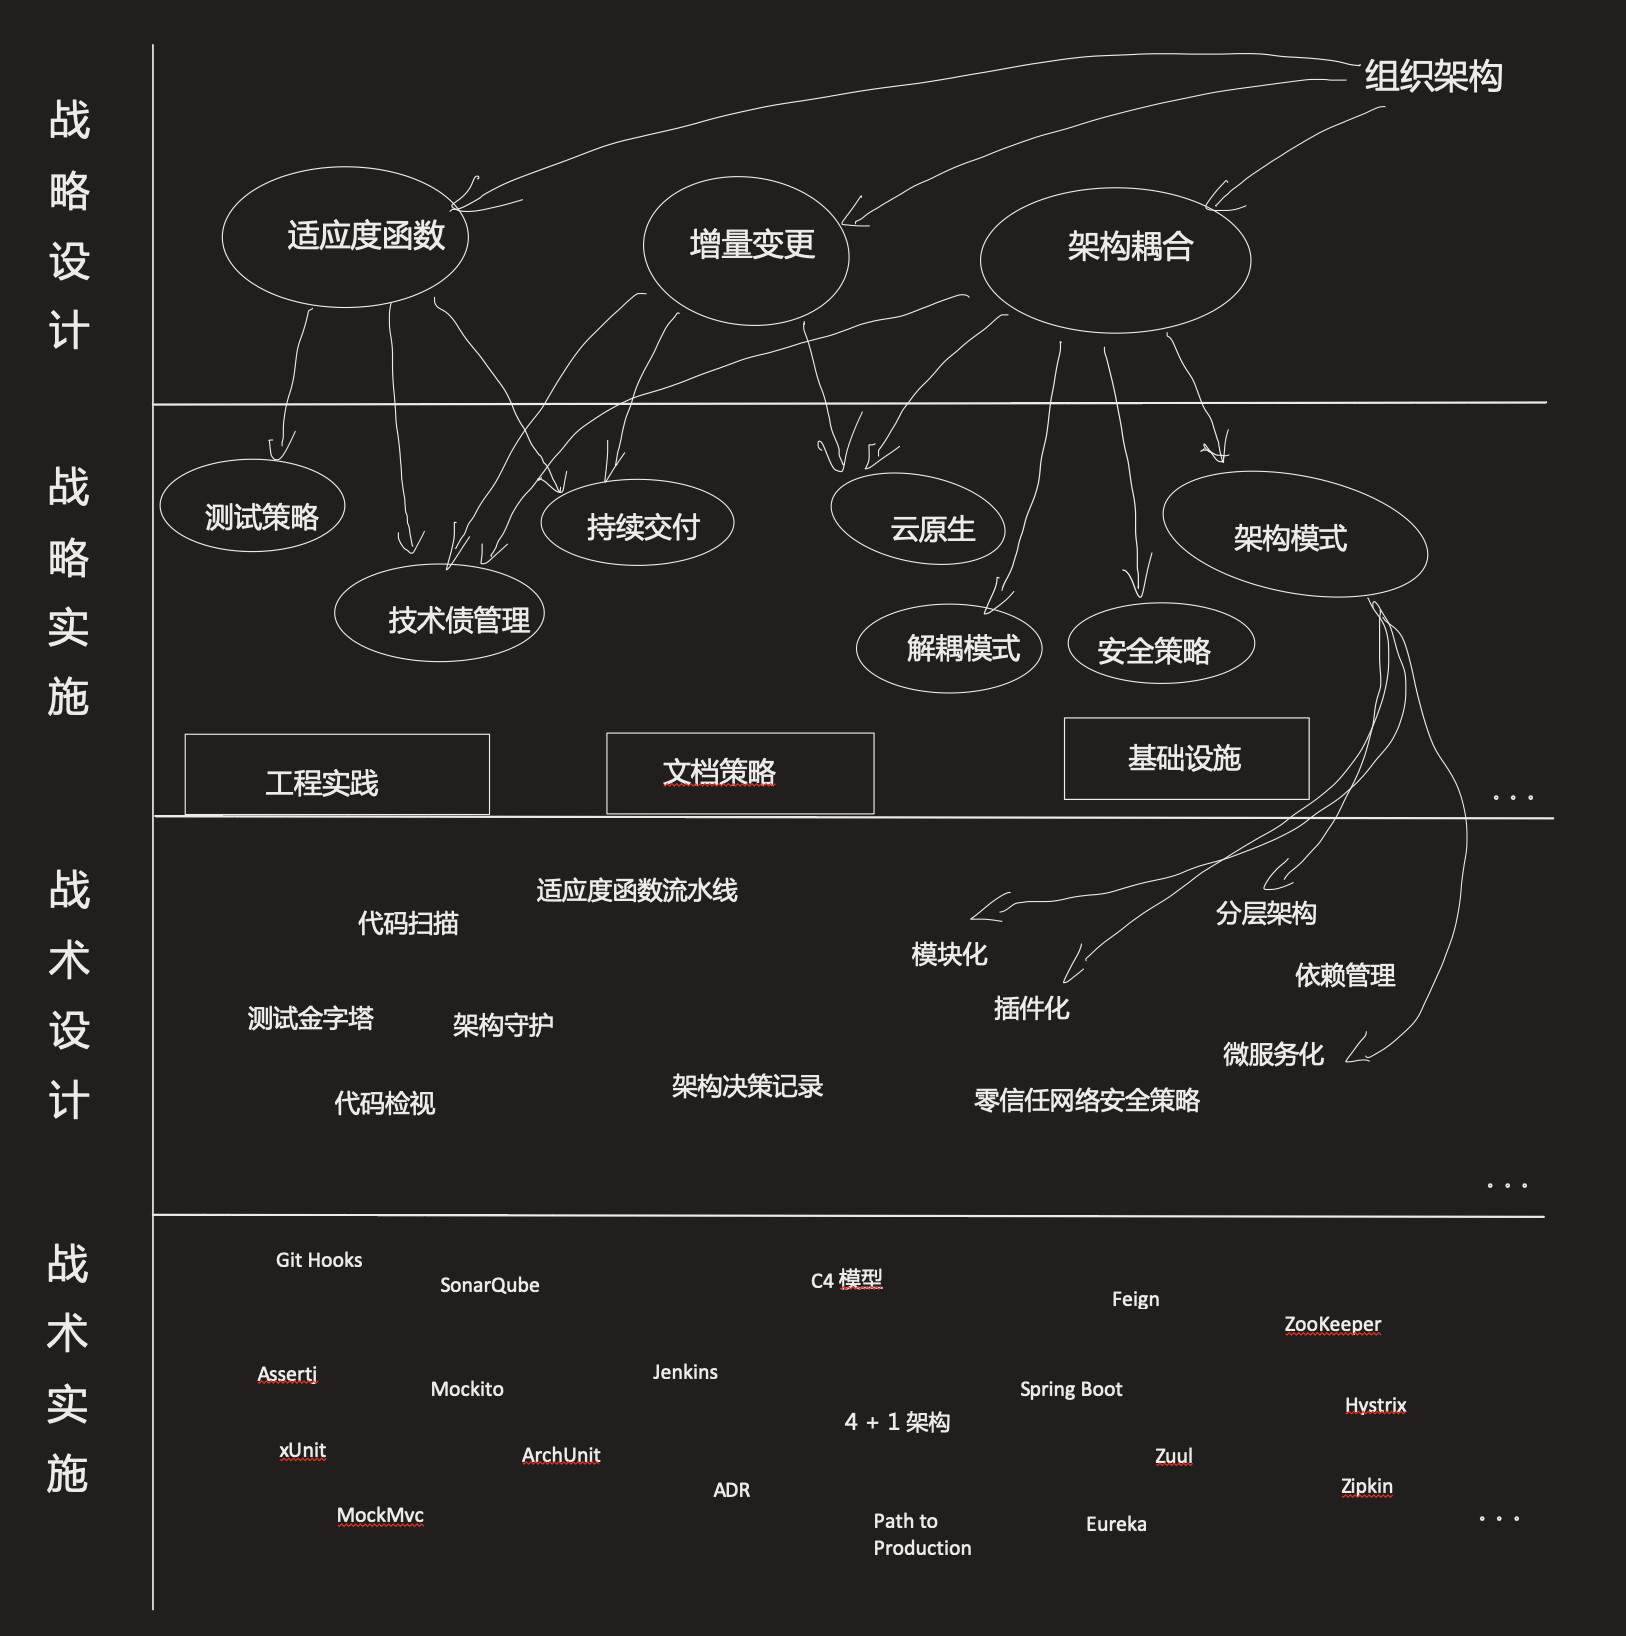 战略设计
组织架构
适应度函数
增量变更
架构耦合
战略实施
测试策略
持续交付
云原生
架构模式
技术债管理
解耦模式
安全策略
工程实践
文档策略
基础设施
...
战术设计
适应度函数流水线
代码扫描
分层架构
模块化
依赖管理
插件化
测试金字塔
架构守护
微服务化
架构决策记录
零信任网络安全策略
代码检视
...
战术实施
Git Hooks
SonarQube
C4 模型
Feign
ZooKeeper
Assertj
Mockito
Jenkins
Spring Boot
Hystrix
4 + 1 架构
xUnit
ArchUnit
Zuul
ADR
Zipkin
MockMvc
Path to
Production
Eureka
...